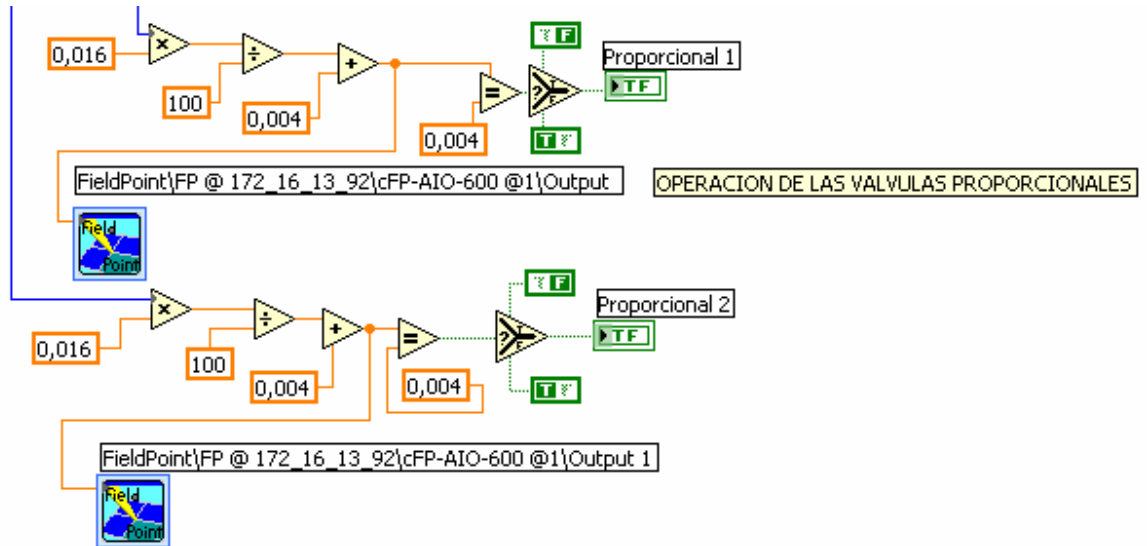 F
0,016
×
÷
+
Proporcional 1
TF
100
0,004
=
?
T
F
0,004
T
FieldPoint\FP @ 172_16_13_92\cFP-AIO-600 @1\Output
OPERACION DE LAS VALVULAS PROPORCIONALES
Field
Point
F
×
÷
+
=
?
T
F
Proporcional 2
TF
0,016
100
0,004
0,004
T
FieldPoint\FP @ 172_16_13_92\cFP-AIO-600 @1\Output 1
Field
Point